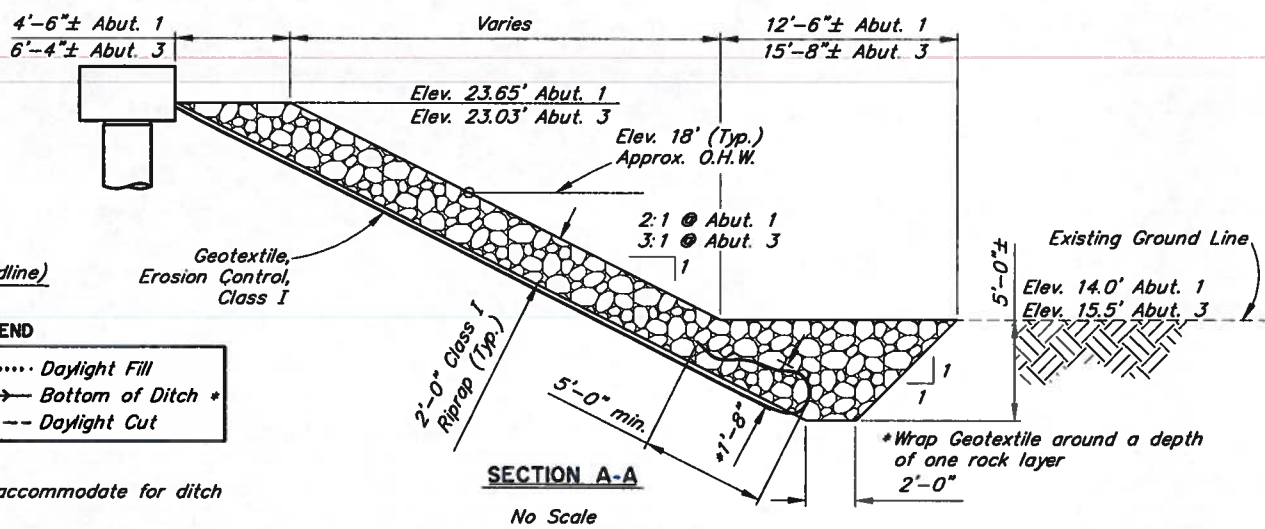 4'-6"± Abut. 1
6'-4"± Abut. 3
Varies
12'-6"± Abut. 1
15'-8"± Abut. 3
Elev. 23.65' Abut. 1
Elev. 23.03' Abut. 3
Elev. 18' (Typ.)
Approx. O.H.W.
2:1 @ Abut. 1
3:1 @ Abut. 3
1
Geotextile,
Erosion Control,
Class I
Existing Ground Line
5'-0"±
Elev. 14.0' Abut. 1
Elev. 15.5' Abut. 3
dline)
END
Daylight Fill
Bottom of Ditch *
Daylight Cut
2'-0" Class I
Riprap (Typ.)
5'-0" min.
*1'-8"
1
1
*Wrap Geotextile around a depth
of one rock layer
2'-0"
SECTION A-A
No Scale
accommodate for ditch